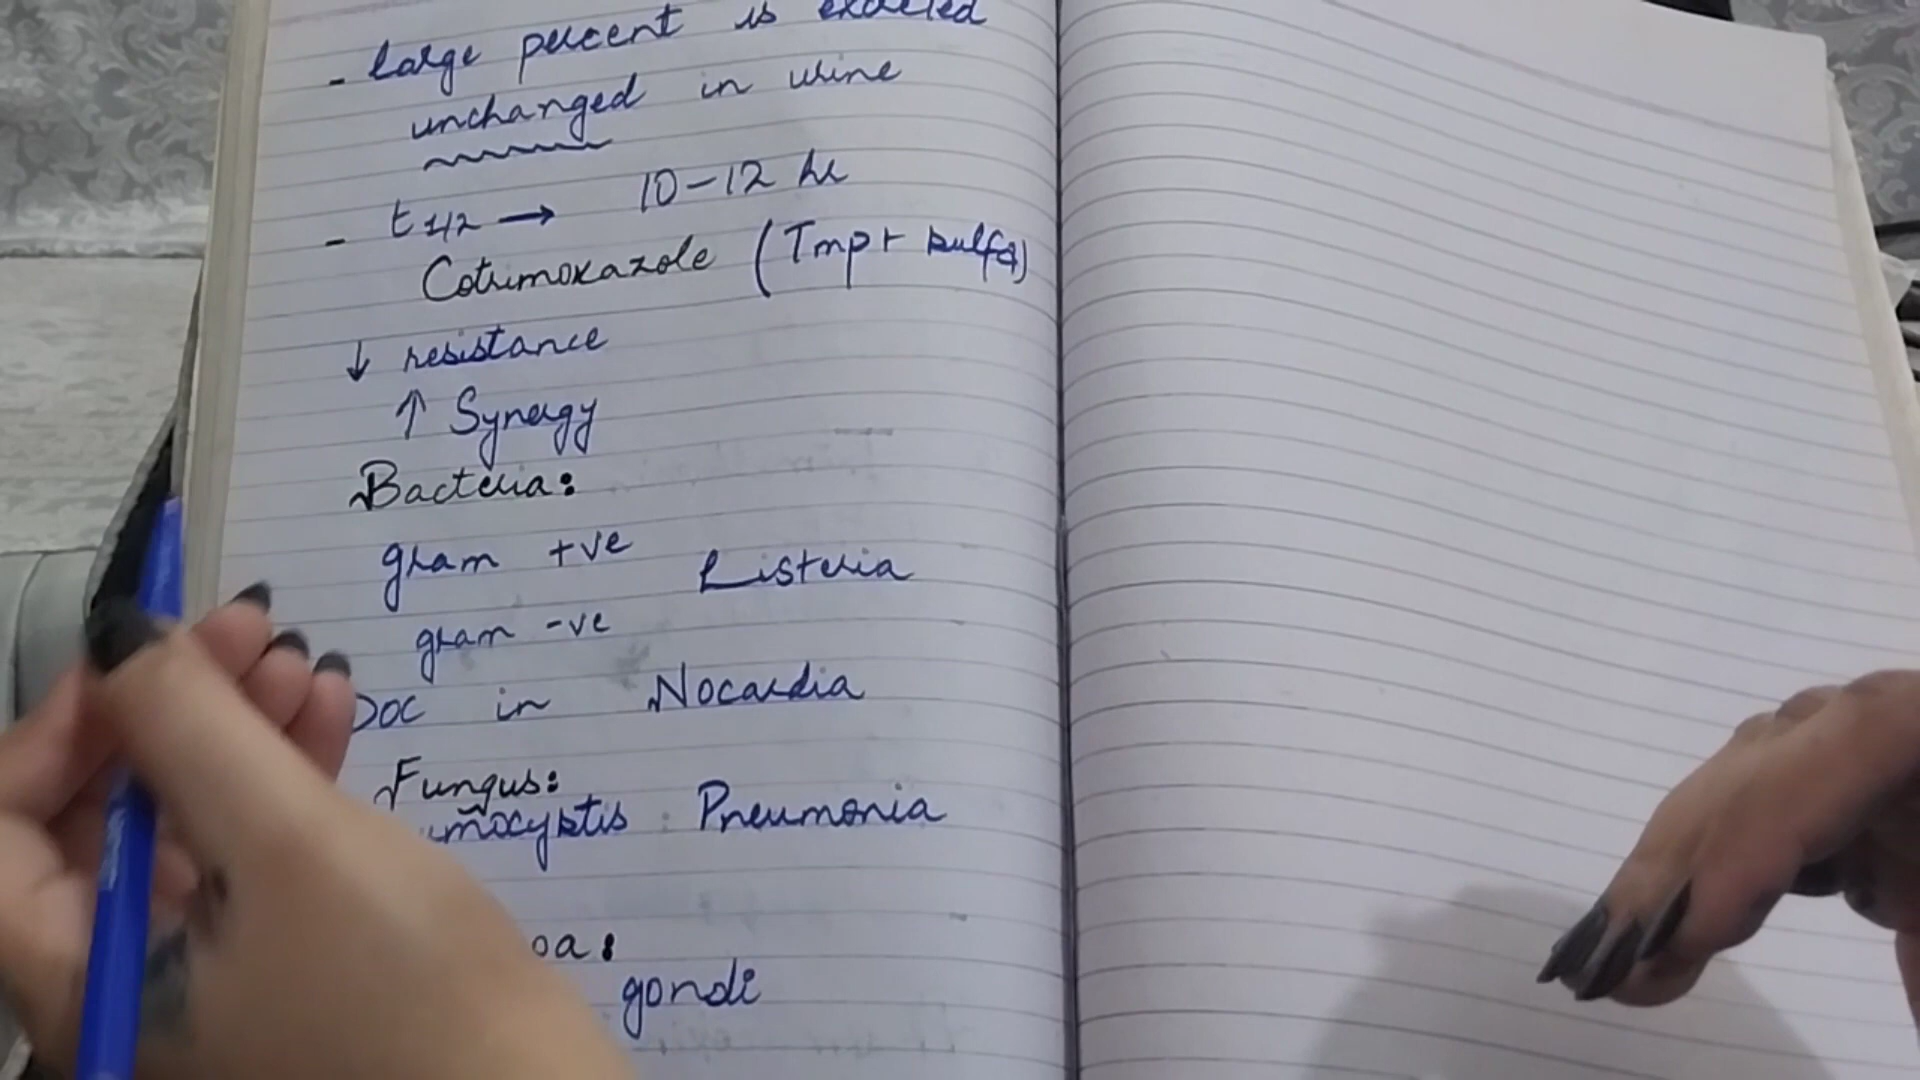 - large percent is excreted
unchanged in urine
- t 1/2 → 10-12 hr
Cotrimoxazole (Tmp + sulfa)
↓ resistance
↑ Synergy
Bacteria:
gram +ve Listeria
gram -ve
DOC in Nocardia
Fungus:
Pneumonia
gondi